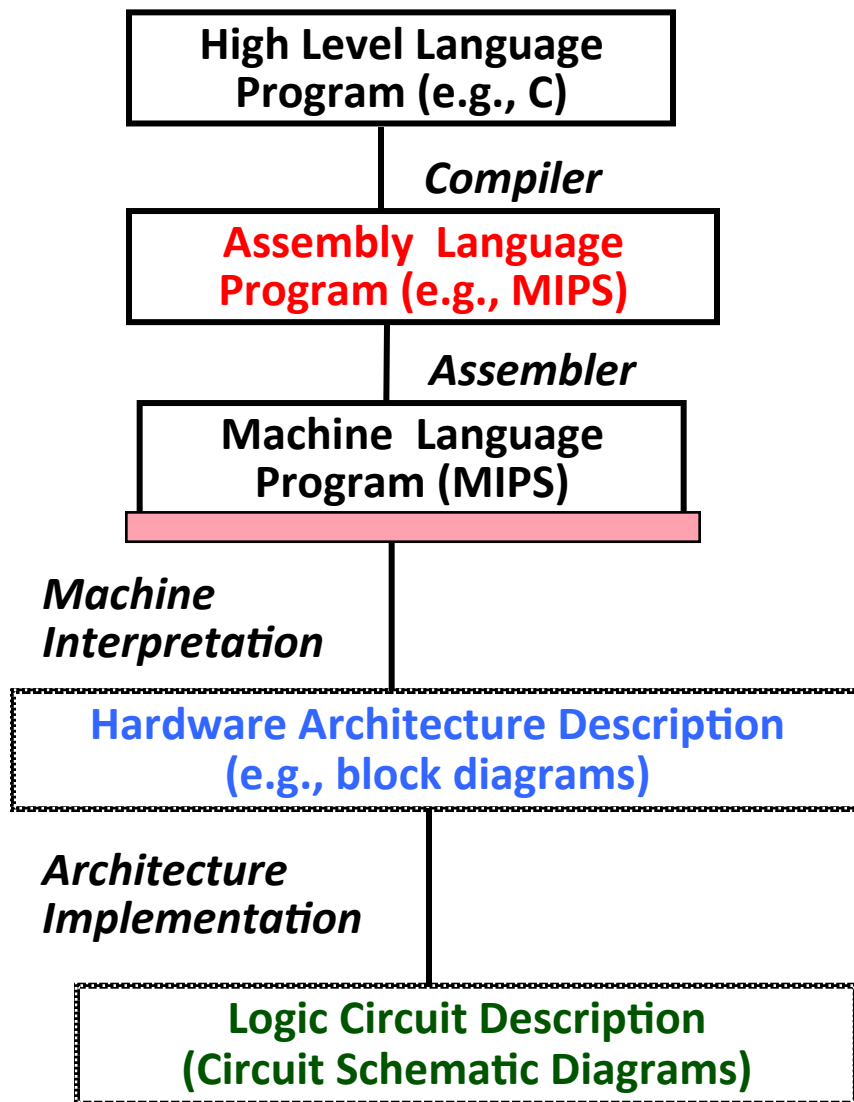 High Level Language
Program (e.g., C)
Compiler
Assembly Language
Program (e.g., MIPS)
Assembler
Machine Language
Program (MIPS)
Machine
Interpretation
Hardware Architecture Description
(e.g., block diagrams)
Architecture
Implementation
Logic Circuit Description
(Circuit Schematic Diagrams)